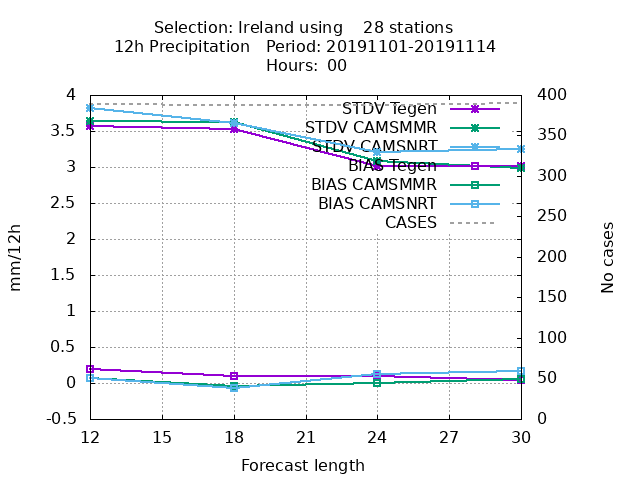 Selection: Ireland using    28 stations
12h Precipitation   Period: 20191101-20191114
Hours:  00
4
3.5
3
2.5
2
1.5
1
0.5
0
-0.5
mm/12h
400
350
300
250
200
150
100
50
0
No cases
STDV Tegen
STDV CAMSMMR
STDV CAMSNRT
BIAS Tegen
BIAS CAMSMMR
BIAS CAMSNRT
CASES
12 15 18 21 24 27 30
Forecast length